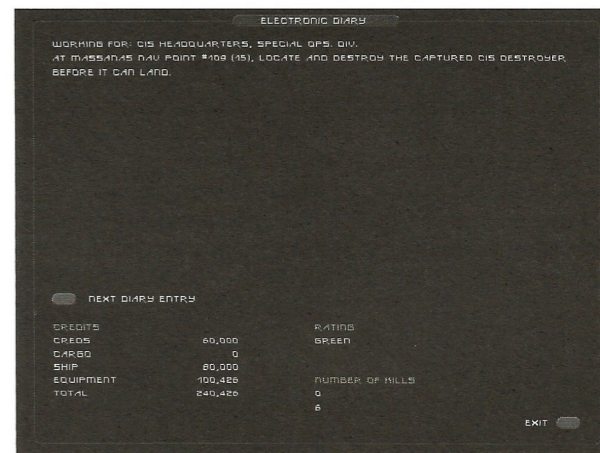 ELECTRONIC DIARY
WORKING FOR: CIS HEADQUARTERS, SPECIAL OPS. DIV.
AT MASSANAS NAV POINT #109 (15), LOCATE AND DESTROY THE CAPTURED CIS DESTROYER
BEFORE IT CAN LAND.
NEXT DIARY ENTRY
CREDITS
CREDS 60,000
CARGO 0
SHIP 80,000
EQUIPMENT 100,426
TOTAL 240,426
RATING
GREEN
NUMBER OF KILLS
0
6
EXIT